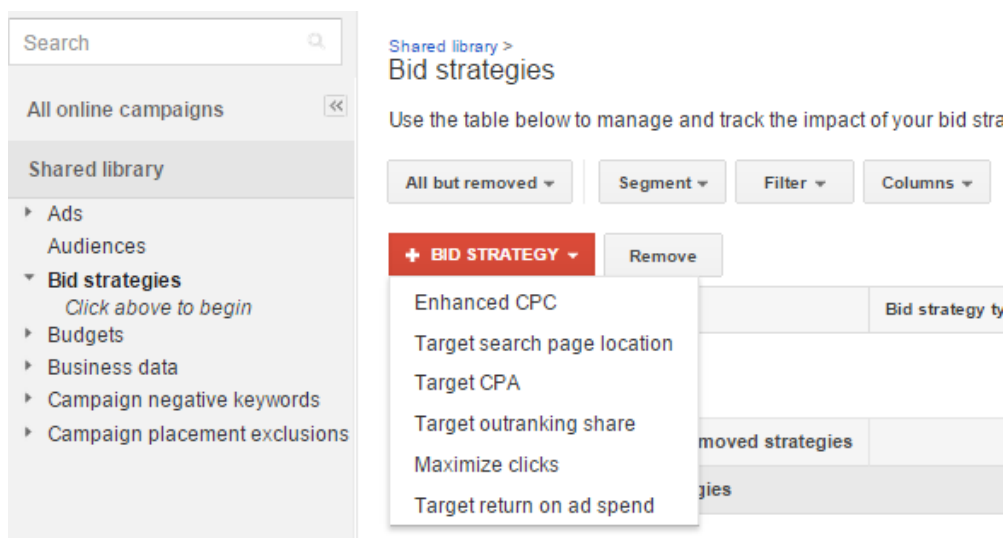 Search
All online campaigns
Shared library
Ads
Audiences
Bid strategies
Click above to begin
Budgets
Business data
Campaign negative keywords
Campaign placement exclusions
Shared library >
Bid strategies
Use the table below to manage and track the impact of your bid stra
All but removed Segment Filter Columns
+ BID STRATEGY Remove
Enhanced CPC
Target search page location
Target CPA
Target outranking share
Maximize clicks
Target return on ad spend
Bid strategy ty
moved strategies
gies